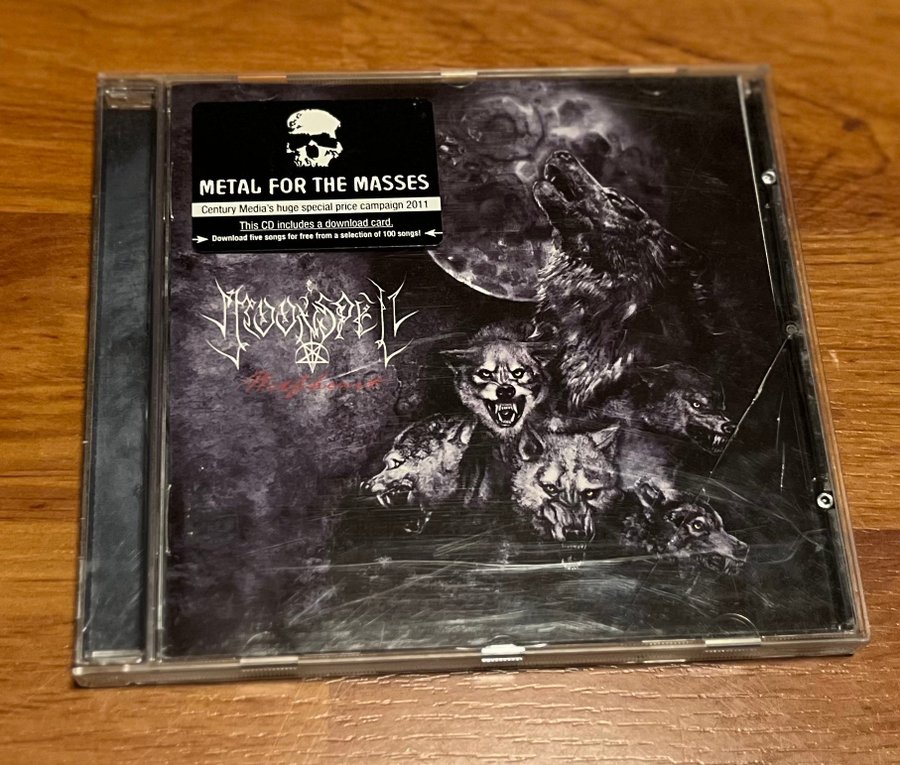 METAL FOR THE MASSES
Century Media's huge special price campaign 2011
This CD includes a download card.
Download five songs for free from a selection of 100 songs!
MOONSPELL
Wolfheart